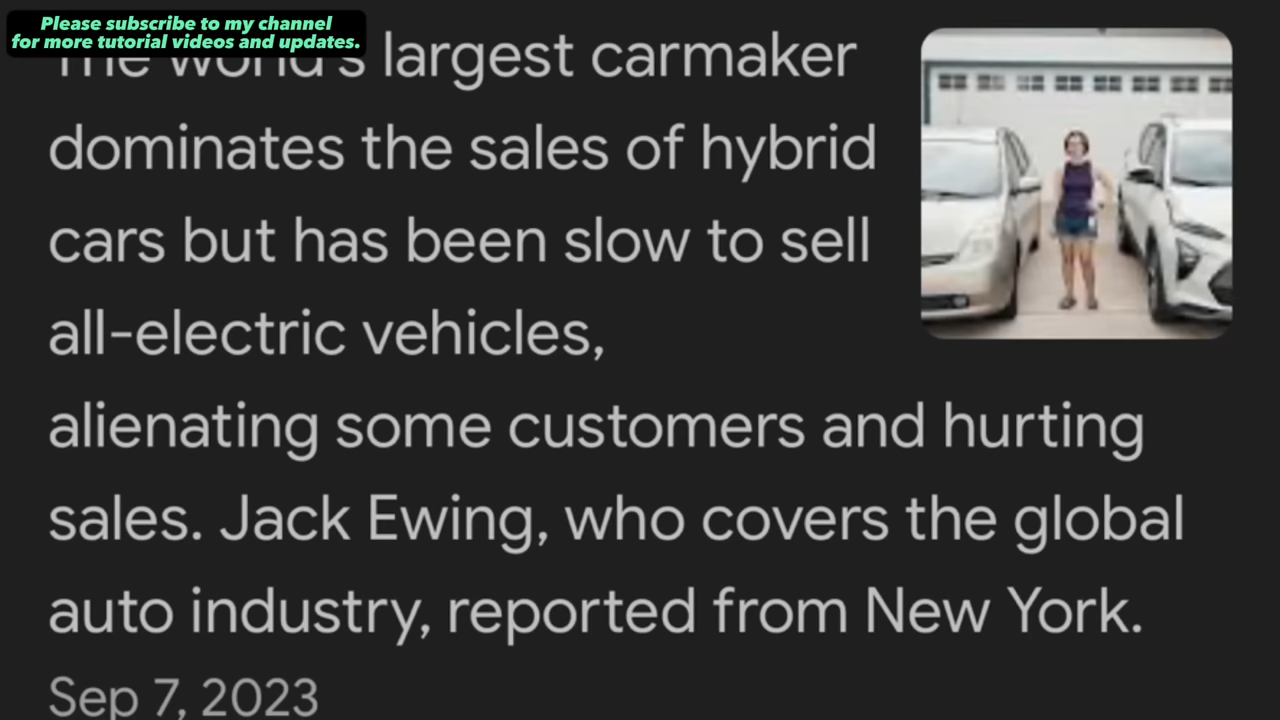 Please subscribe to my channel
for more tutorial videos and updates.
The world's largest carmaker
dominates the sales of hybrid
cars but has been slow to sell
all-electric vehicles,
alienating some customers and hurting
sales. Jack Ewing, who covers the global
auto industry, reported from New York.
Sep 7, 2023